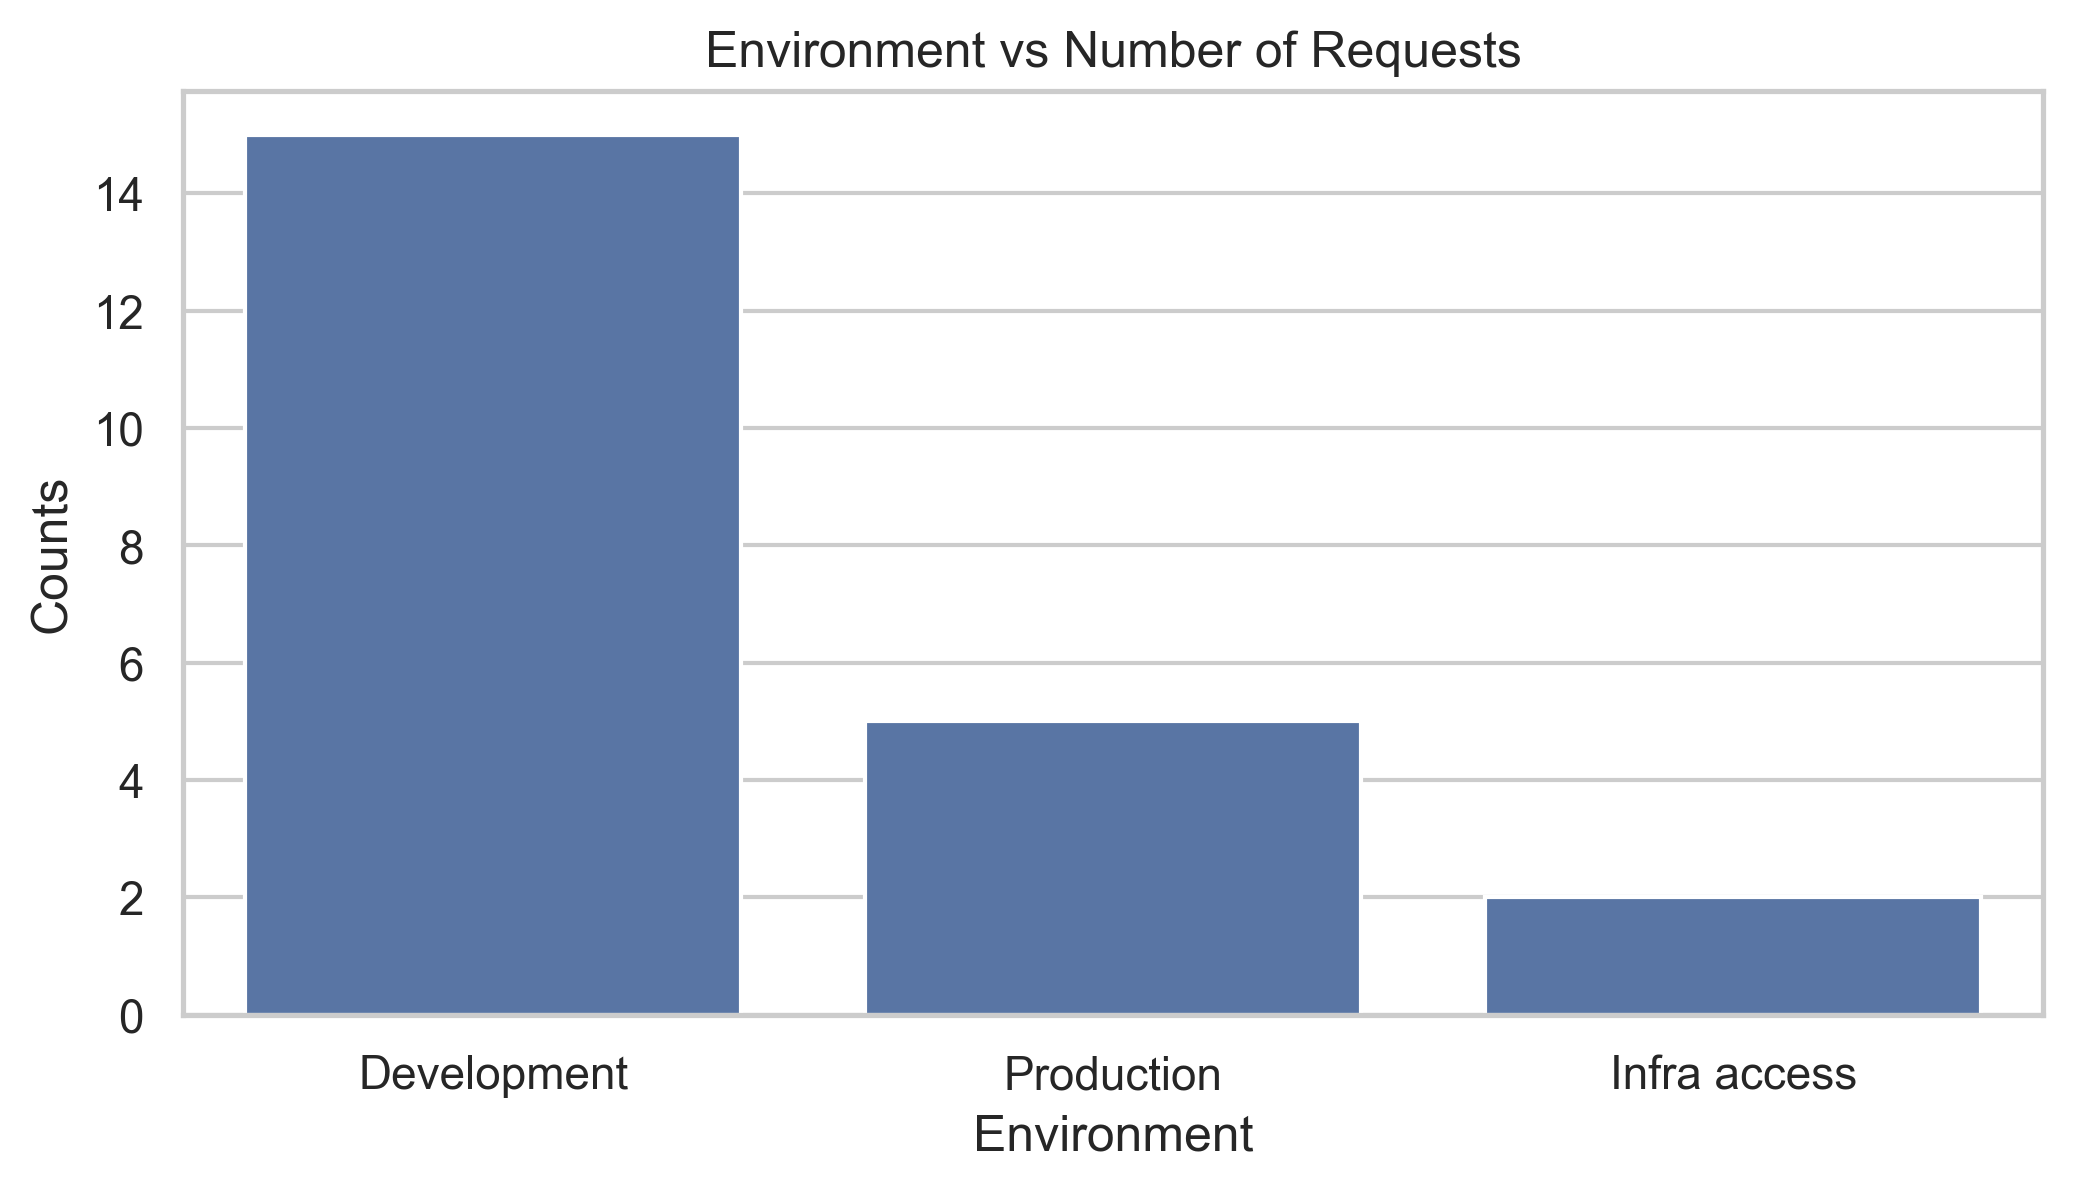 Environment vs Number of Requests
14
12
10
8
6
4
2
0
Counts
Development
Production
Infra access
Environment